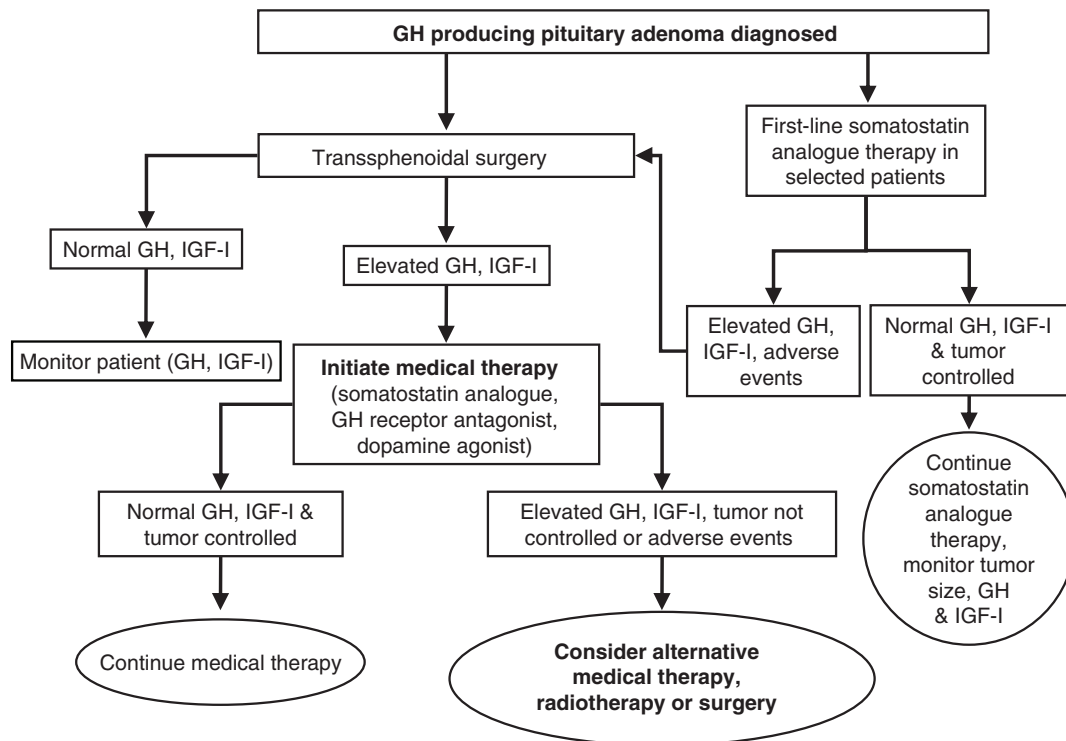 GH producing pituitary adenoma diagnosed
First-line somatostatin
analogue therapy in
selected patients
Transsphenoidal surgery
Normal GH, IGF-I
Elevated GH, IGF-I
Monitor patient (GH, IGF-I)
Elevated GH,
IGF-I, adverse
events
Normal GH, IGF-I
& tumor
controlled
Initiate medical therapy
(somatostatin analogue,
GH receptor antagonist,
dopamine agonist)
Normal GH, IGF-I &
tumor controlled
Elevated GH, IGF-I, tumor not
controlled or adverse events
Continue
somatostatin
analogue
therapy,
monitor tumor
size, GH
& IGF-I
Continue medical therapy
Consider alternative
medical therapy,
radiotherapy or surgery